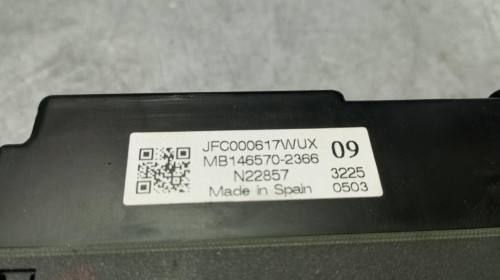 JFC000617WUX 09
MB146570-2366
N22857 3225
Made in Spain 0503